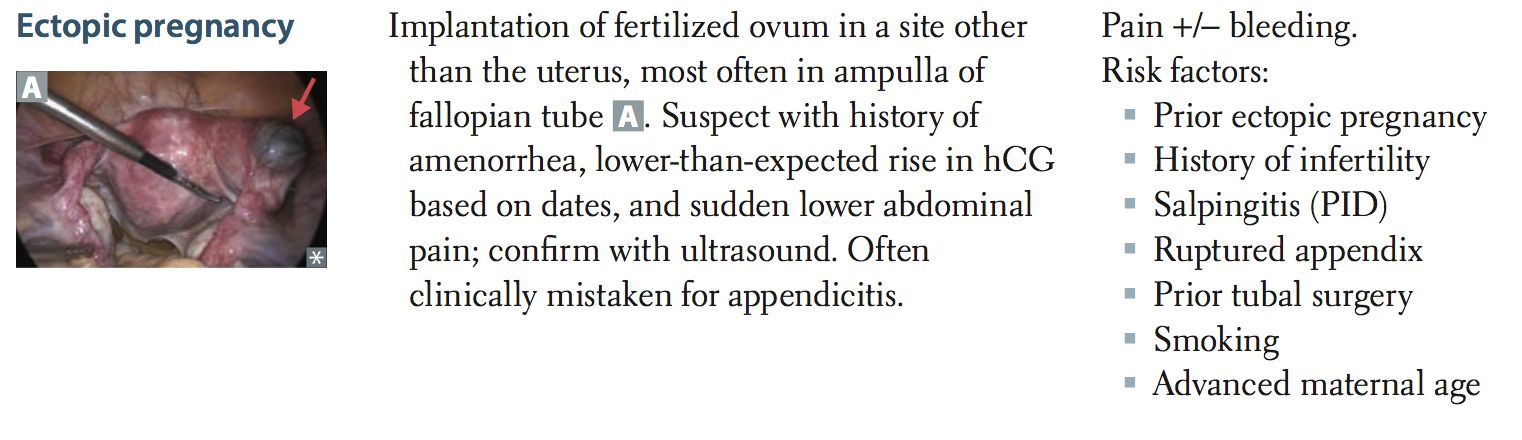 Ectopic pregnancy
A
*
Implantation of fertilized ovum in a site other
than the uterus, most often in ampulla of
fallopian tube A. Suspect with history of
amenorrhea, lower-than-expected rise in hCG
based on dates, and sudden lower abdominal
pain; confirm with ultrasound. Often
clinically mistaken for appendicitis.
Pain +/– bleeding.
Risk factors:
▪ Prior ectopic pregnancy
▪ History of infertility
▪ Salpingitis (PID)
▪ Ruptured appendix
▪ Prior tubal surgery
▪ Smoking
▪ Advanced maternal age